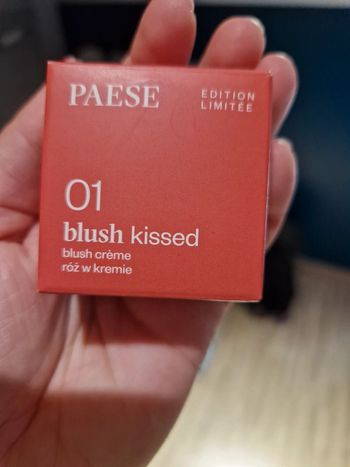 PAESE
EDITION
LIMITÉE
01
blush kissed
blush crème
róż w kremie